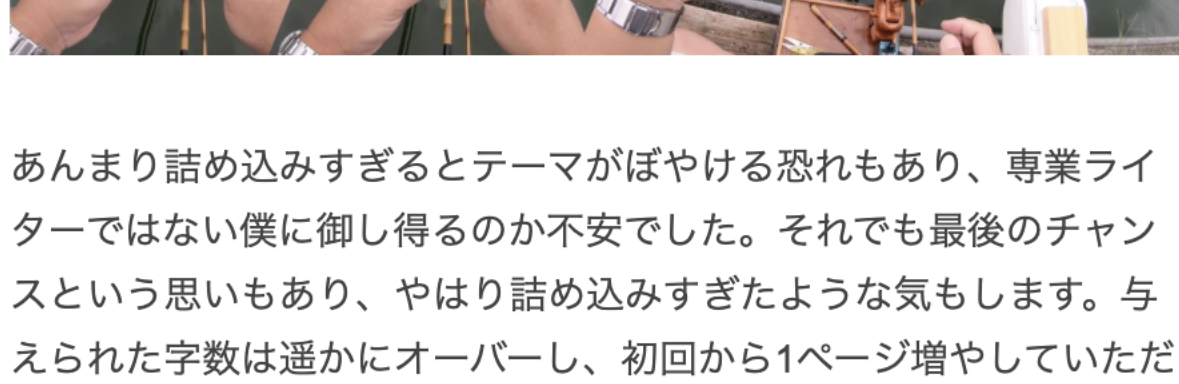 あんまり詰め込みすぎるとテーマがぼやける恐れもあり、専業ライ
ターではない僕に御し得るのか不安でした。それでも最後のチャン
スという思いもあり、やはり詰め込みすぎたような気もします。与
えられた字数は遥かにオーバーし、初回から1ページ増やしていただ